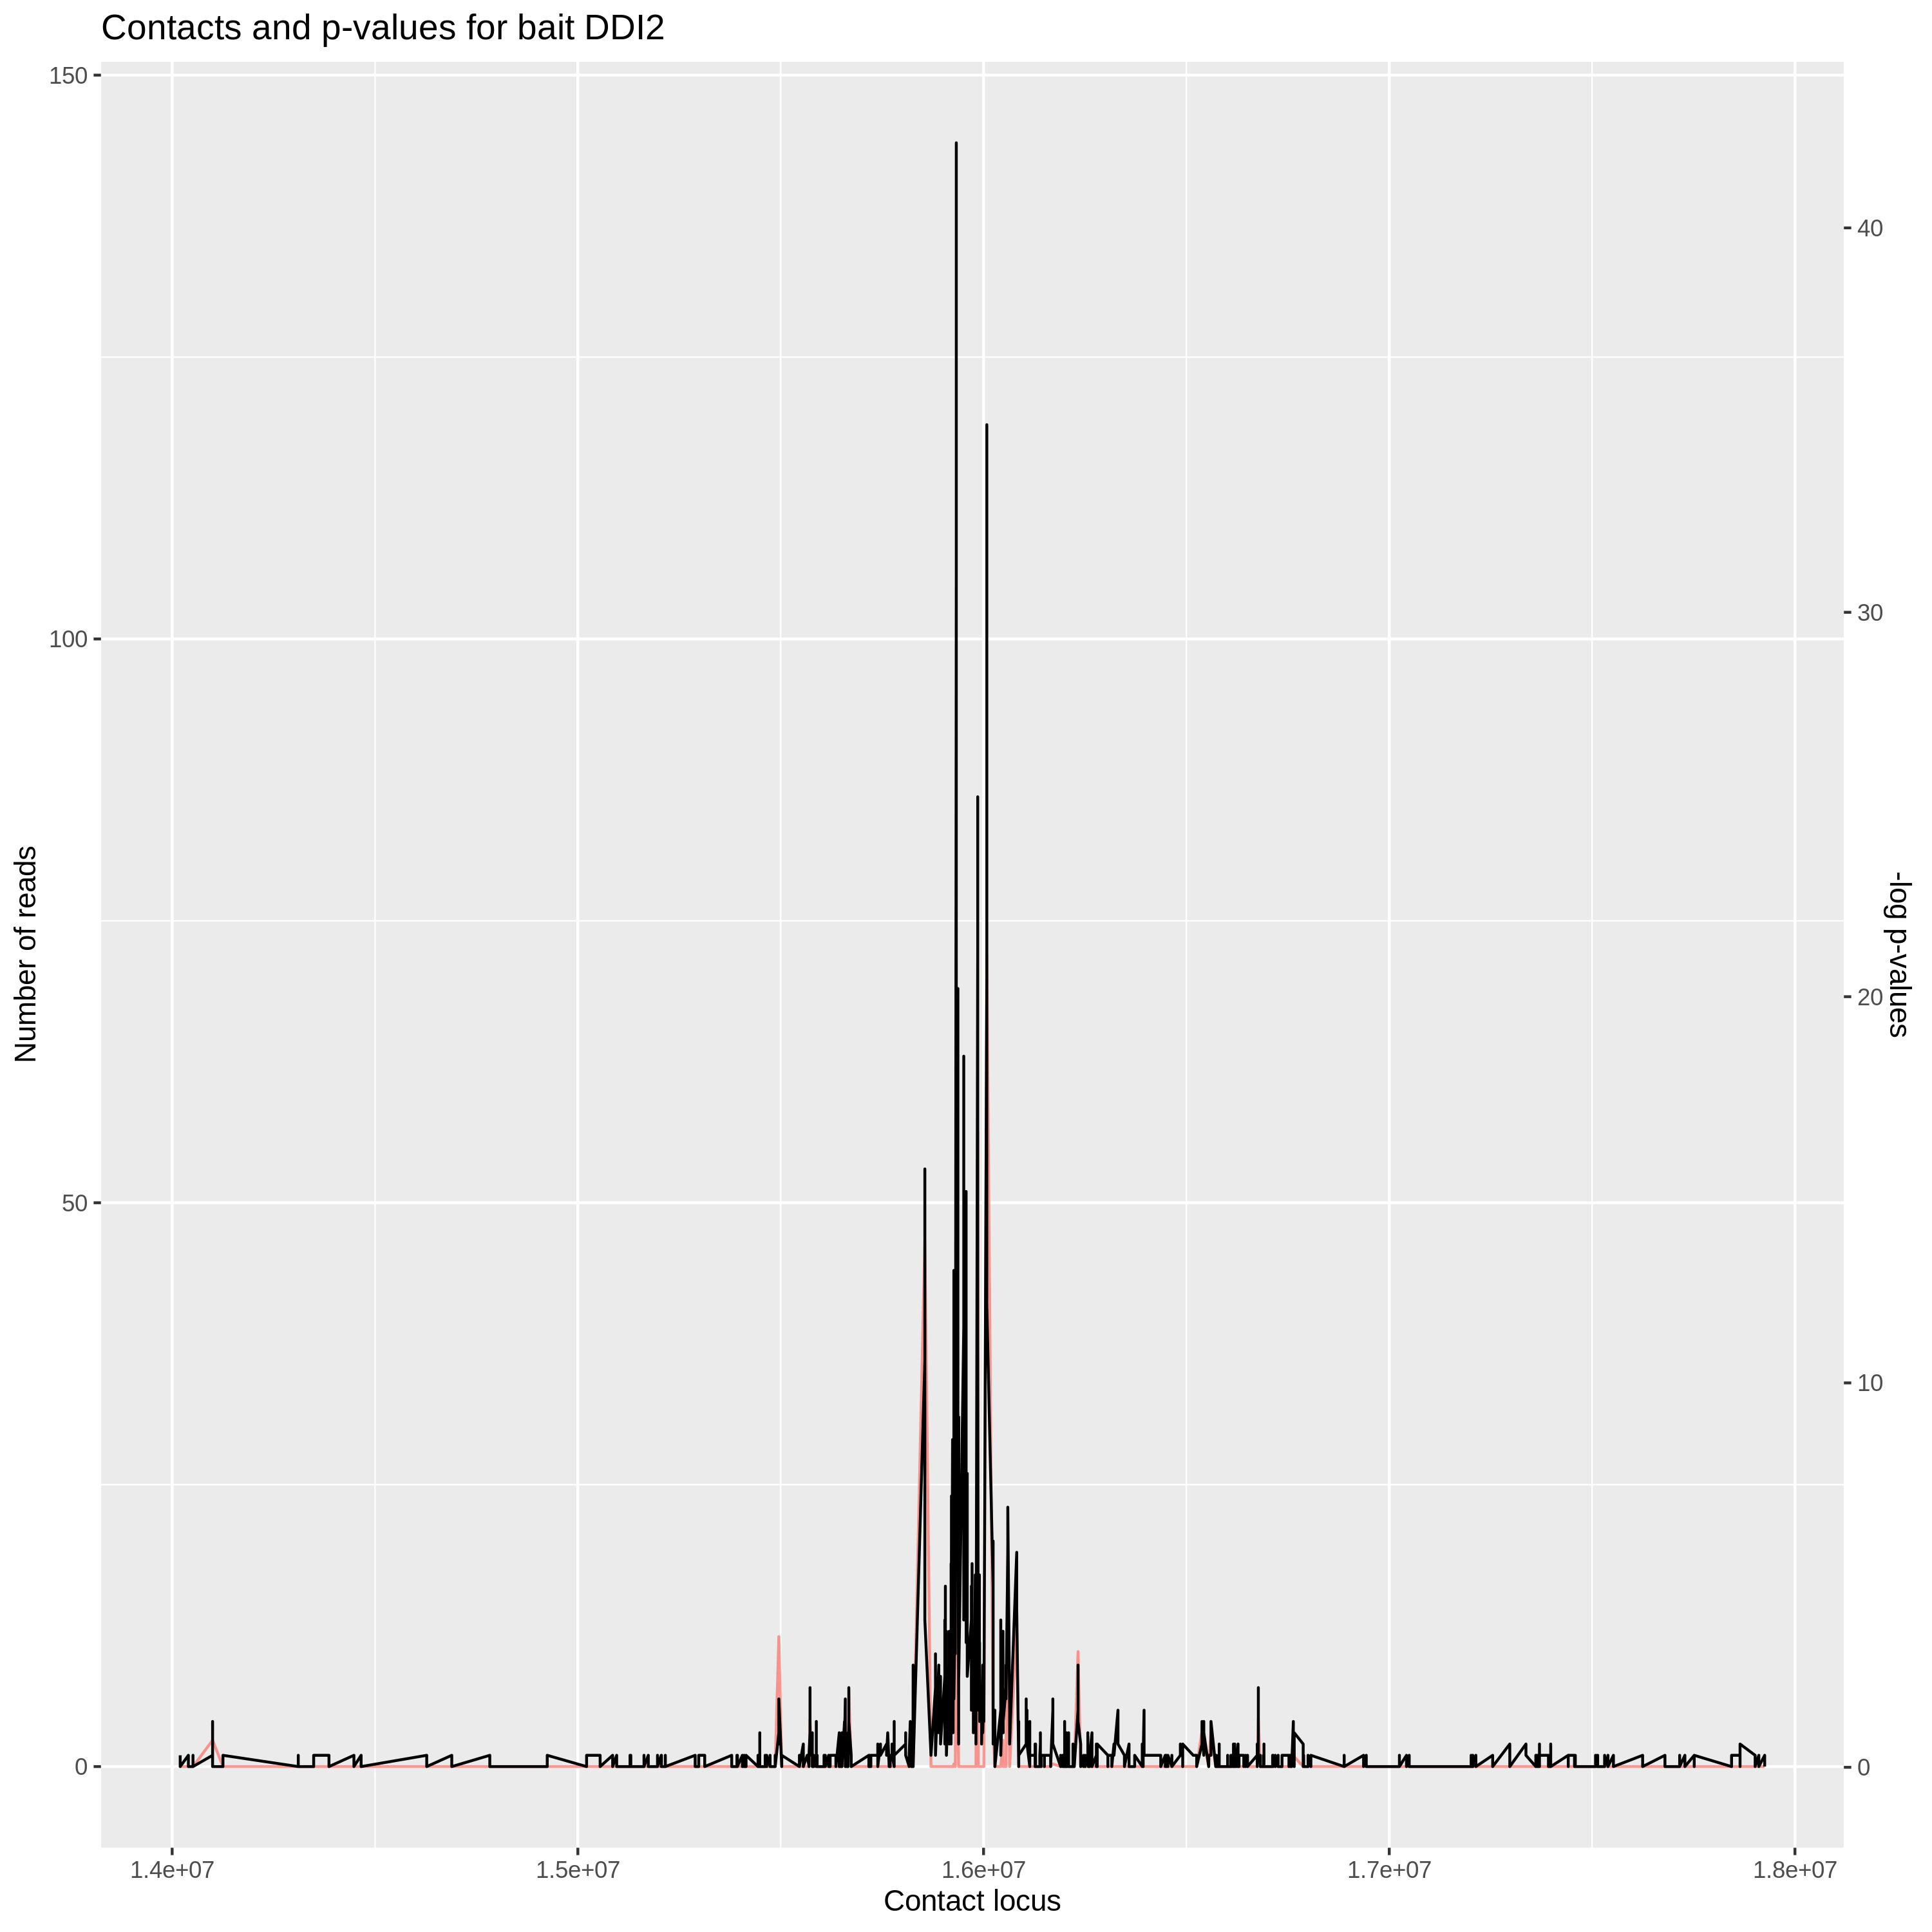 Contacts and p-values for bait DDI2
150
100
50
0
Number of reads
40
30
20
10
0
-log p-values
1.4e+07
1.5e+07
1.6e+07
1.7e+07
1.8e+07
Contact locus